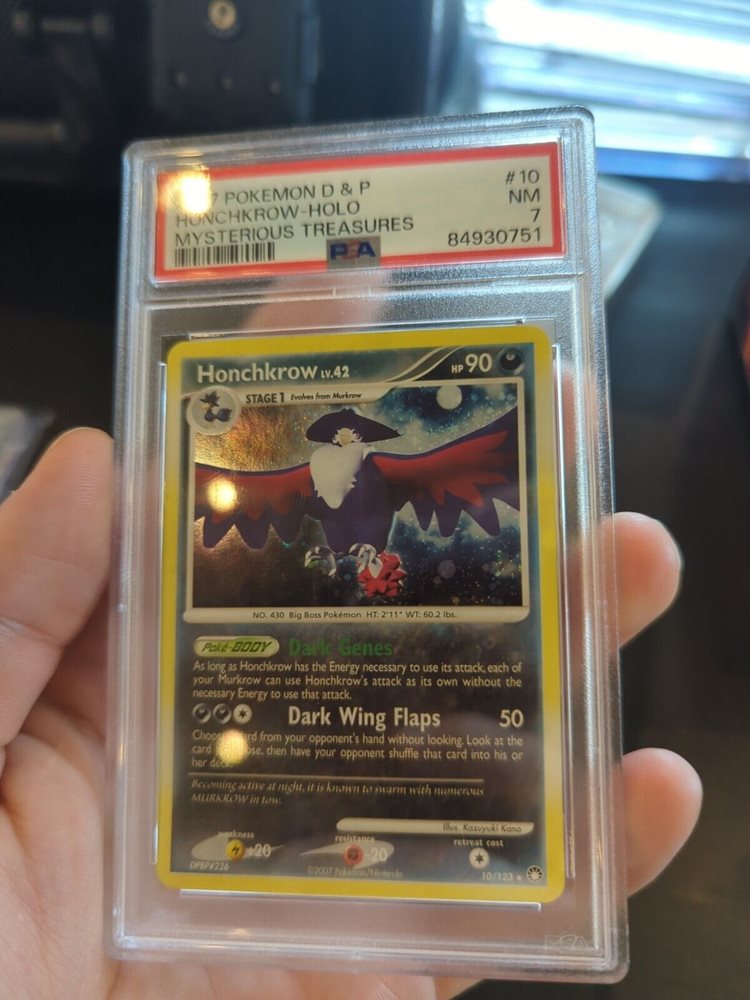 7 POKEMON D & P #10
HONCHKROW-HOLO NM
MYSTERIOUS TREASURES 7
PSA 84930751
Honchkrow LV.42 HP 90
STAGE 1 Evolves from Murkrow
NO. 430 Big Boss Pokémon HT: 2'11" WT: 60.2 lbs.
Poké-BODY Dark Genes
As long as Honchkrow has the Energy necessary to use its attack, each of
your Murkrow can use Honchkrow's attack as its own without the
necessary Energy to use that attack.
Dark Wing Flaps 50
Choose card from your opponent's hand without looking. Look at the
card, then have your opponent shuffle that card into his or
her deck.
Becoming active at night, it is known to swarm with numerous
MURKROW in tow.
Illus. Kazuyuki Kano
weakness resistance retreat cost
+20 -20
DPBP#226 ©2007 Pokémon/Nintendo 10/123 ★